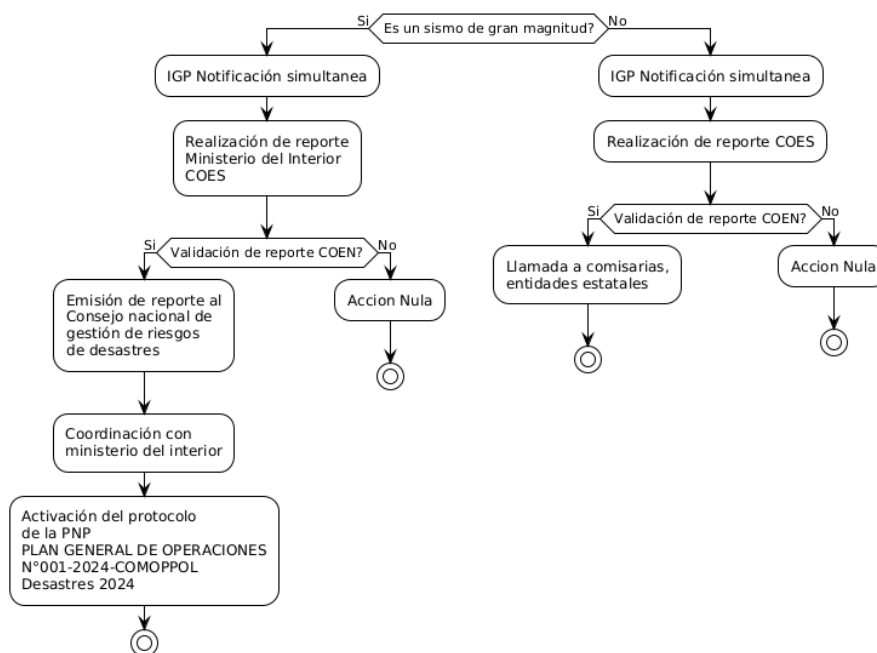 Si
Es un sismo de gran magnitud?
No
IGP Notificación simultanea
IGP Notificación simultanea
Realización de reporte
Ministerio del Interior
COES
Realización de reporte COES
Si
Validación de reporte COEN?
No
Si
Validación de reporte COEN?
No
Emisión de reporte al
Consejo nacional de
gestión de riesgos
de desastres
Accion Nula
Llamada a comisarias,
entidades estatales
Accion Nula
Coordinación con
ministerio del interior
Activación del protocolo
de la PNP
PLAN GENERAL DE OPERACIONES
N°001-2024-COMOPPOL
Desastres 2024